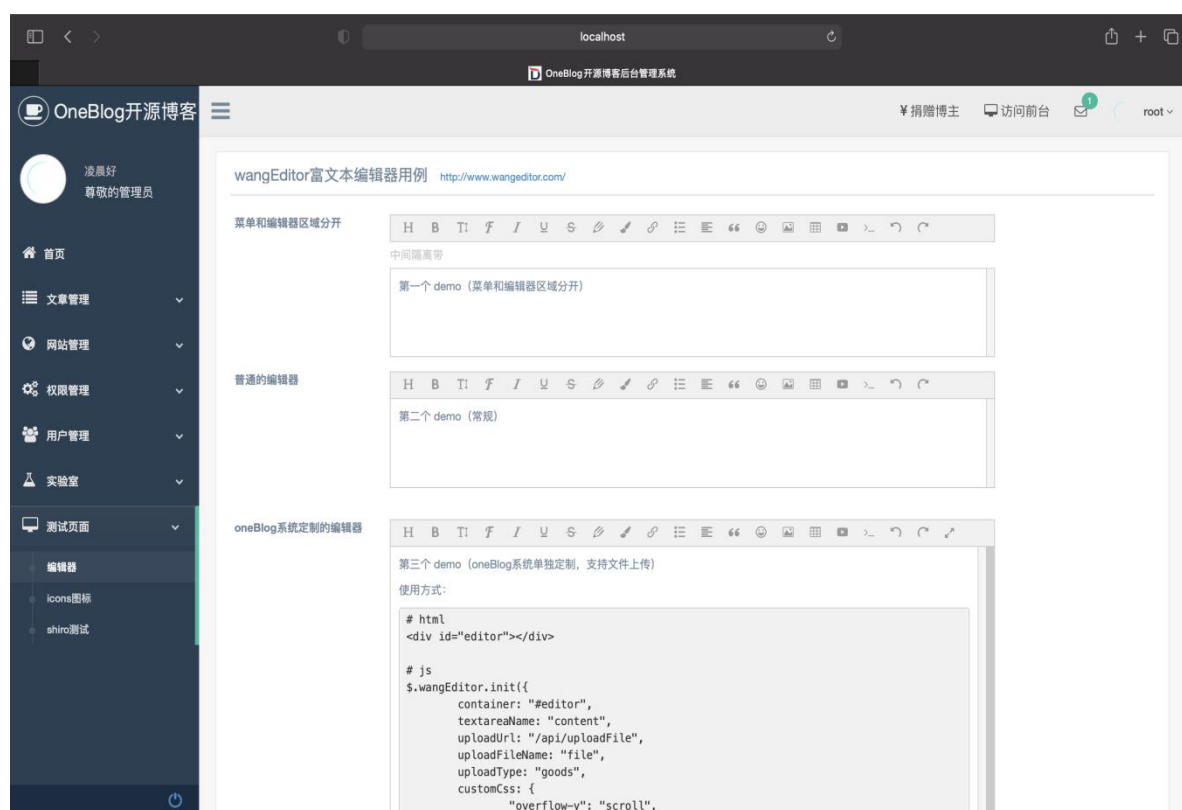 localhost
OneBlog开源博客后台管理系统
OneBlog开源博客
¥捐赠博主
访问前台
1
root
凌晨好
尊敬的管理员
首页
文章管理
网站管理
权限管理
用户管理
实验室
测试页面
编辑器
icons图标
shiro测试
wangEditor富文本编辑器用例 http://www.wangeditor.com/
菜单和编辑器区域分开
中间隔离带
第一个 demo（菜单和编辑器区域分开）
普通的编辑器
第二个 demo（常规）
oneBlog系统定制的编辑器
第三个 demo（oneBlog系统单独定制，支持文件上传）
使用方式：
# html
<div id="editor"></div>
# js
$.wangEditor.init({
container: "#editor",
textareaName: "content",
uploadUrl: "/api/uploadFile",
uploadFileName: "file",
uploadType: "goods",
customCss: {
"overflow-y": "scroll",